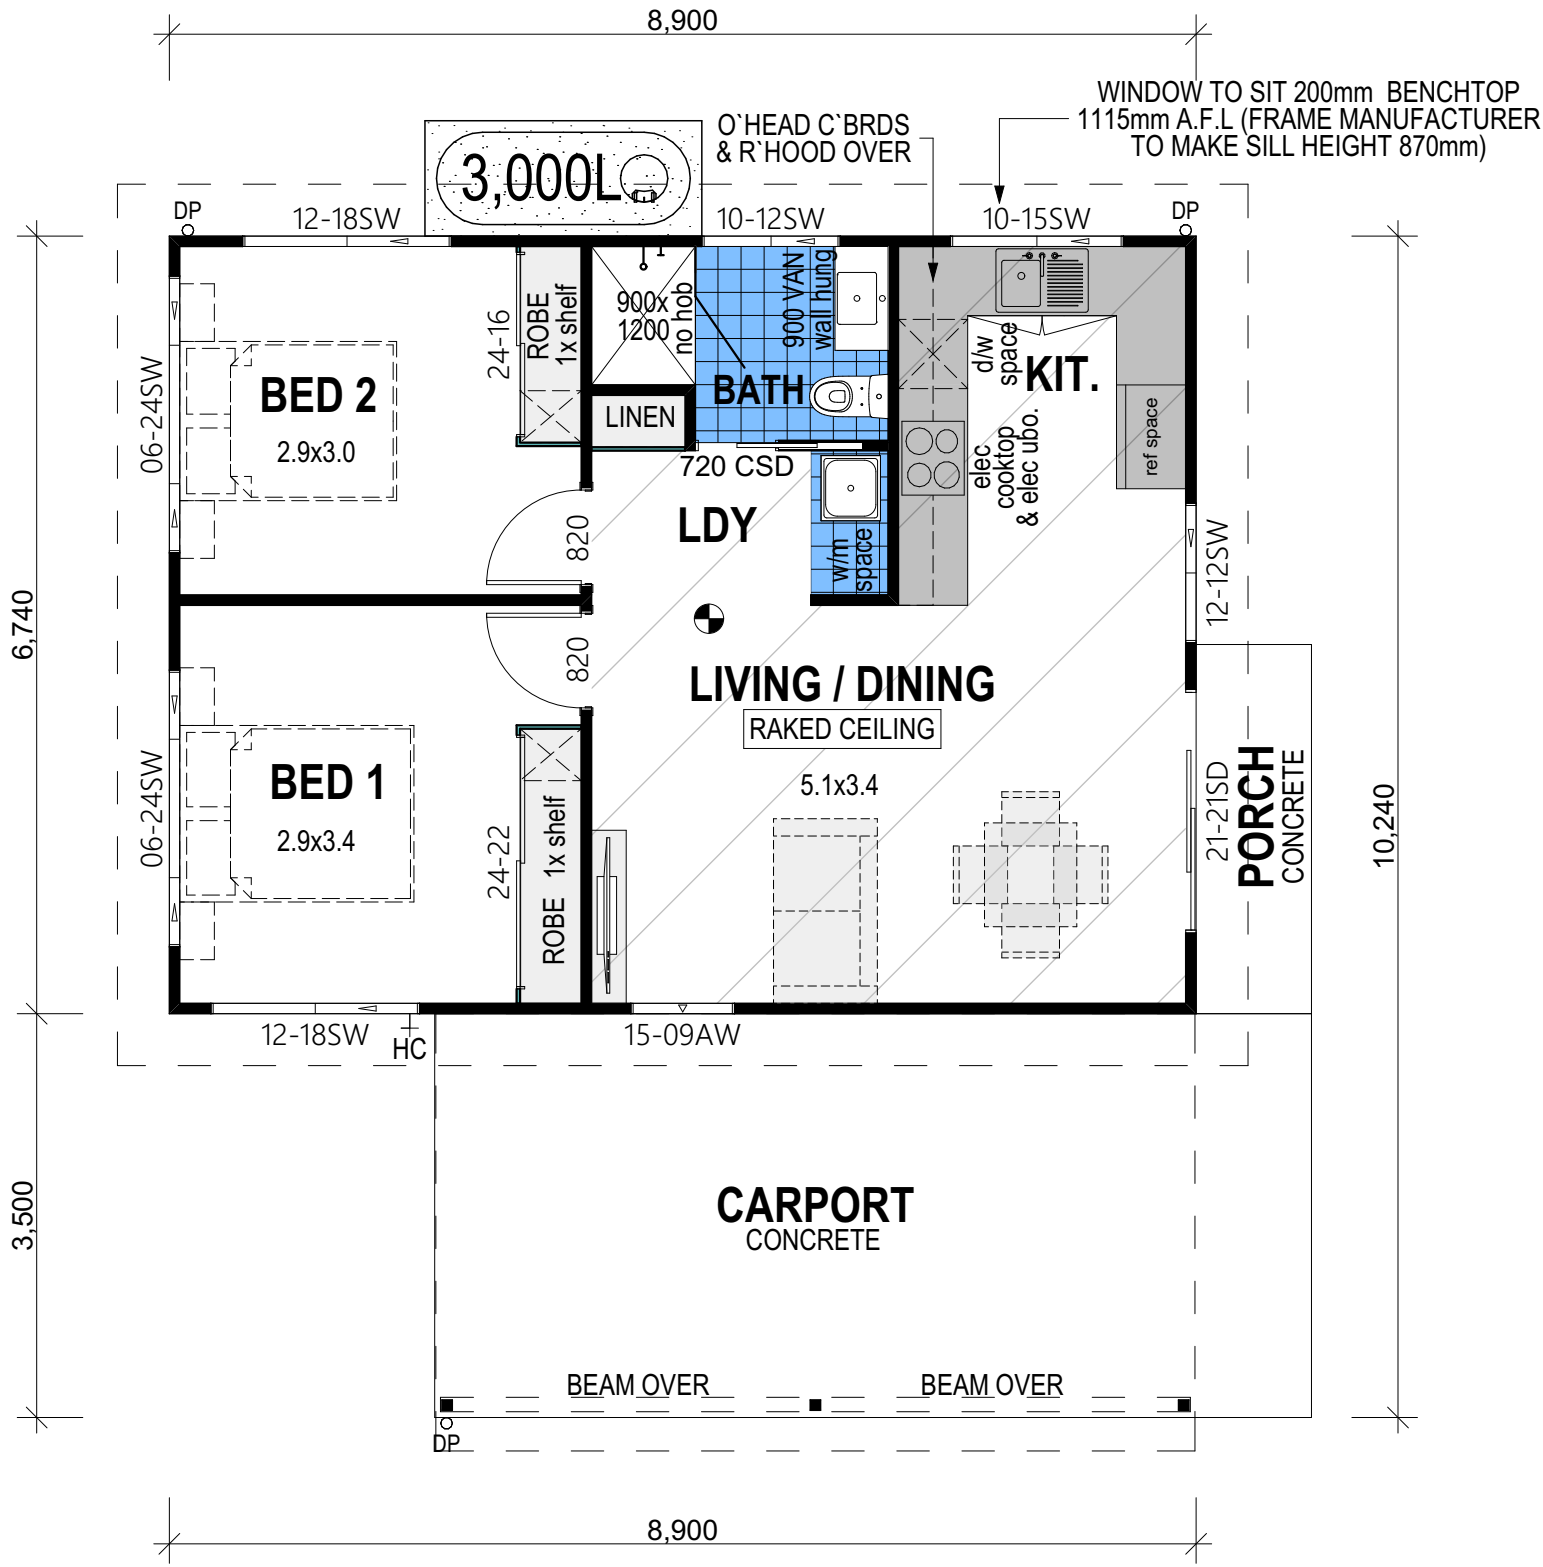 8,900
WINDOW TO SIT 200mm BENCHTOP
1115mm A.F.L (FRAME MANUFACTURER
TO MAKE SILL HEIGHT 870mm)
O`HEAD C`BRDS
& R`HOOD OVER
3,000L
DP
12-18SW
10-12SW
10-15SW
DP
06-24SW
BED 2
2.9x3.0
24-16
ROBE
1x shelf
900x
1200
no hob
LINEN
BATH
900 VAN
wall hung
d/w
space
KIT.
ref space
elec
cooktop
& elec ubo.
720 CSD
LDY
w/m
space
820
820
12-12SW
6,740
LIVING / DINING
RAKED CEILING
5.1x3.4
06-24SW
BED 1
2.9x3.4
24-22
ROBE 1x shelf
21-21SD
PORCH
CONCRETE
10,240
12-18SW
HC
15-09AW
3,500
CARPORT
CONCRETE
BEAM OVER
BEAM OVER
DP
8,900